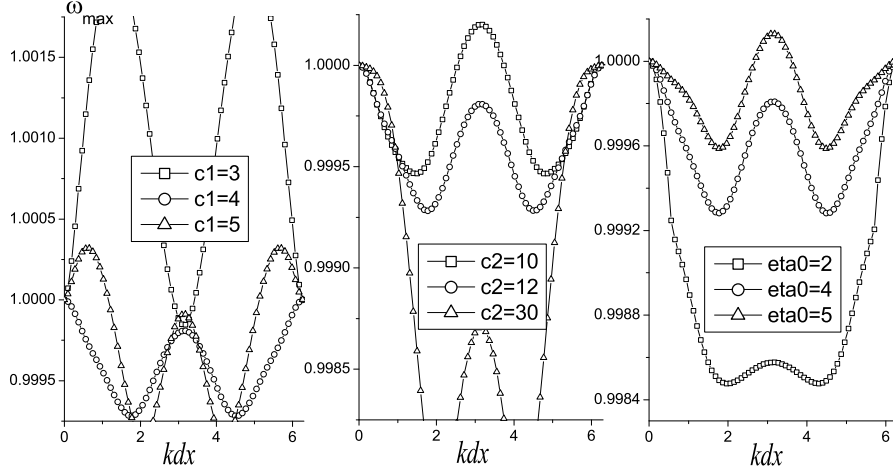 ωmax
1.0015
1.0010
1.0005
1.0000
0.9995
0 2 4 6
kdx
c1=3
c1=4
c1=5
1.0000
0.9995
0.9990
0.9985
0 2 4 6
kdx
c2=10
c2=12
c2=30
1.0000
0.9996
0.9992
0.9988
0.9984
0 2 4 6
kdx
eta0=2
eta0=4
eta0=5